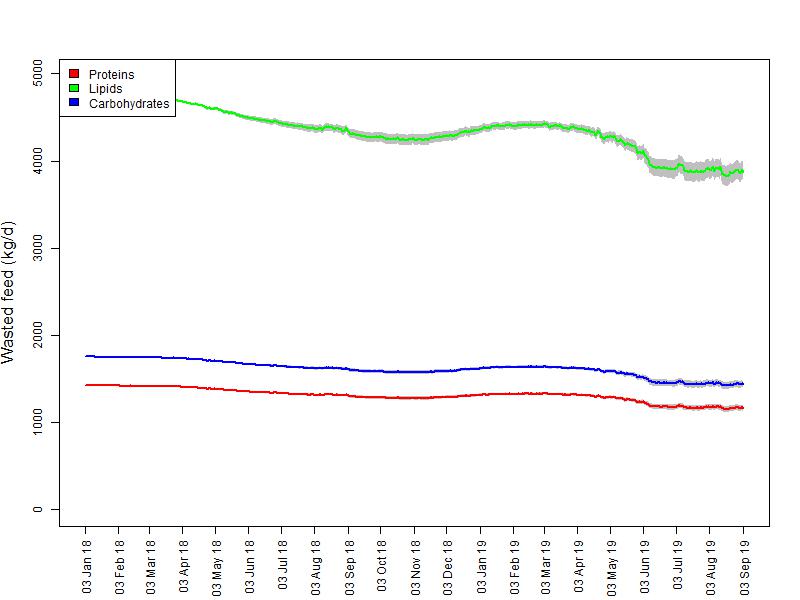 Proteins
Lipids
Carbohydrates
Wasted feed (kg/d)
5000
4000
3000
2000
1000
0
03 Jan 18
03 Feb 18
03 Mar 18
03 Apr 18
03 May 18
03 Jun 18
03 Jul 18
03 Aug 18
03 Sep 18
03 Oct 18
03 Nov 18
03 Dec 18
03 Jan 19
03 Feb 19
03 Mar 19
03 Apr 19
03 May 19
03 Jun 19
03 Jul 19
03 Aug 19
03 Sep 19